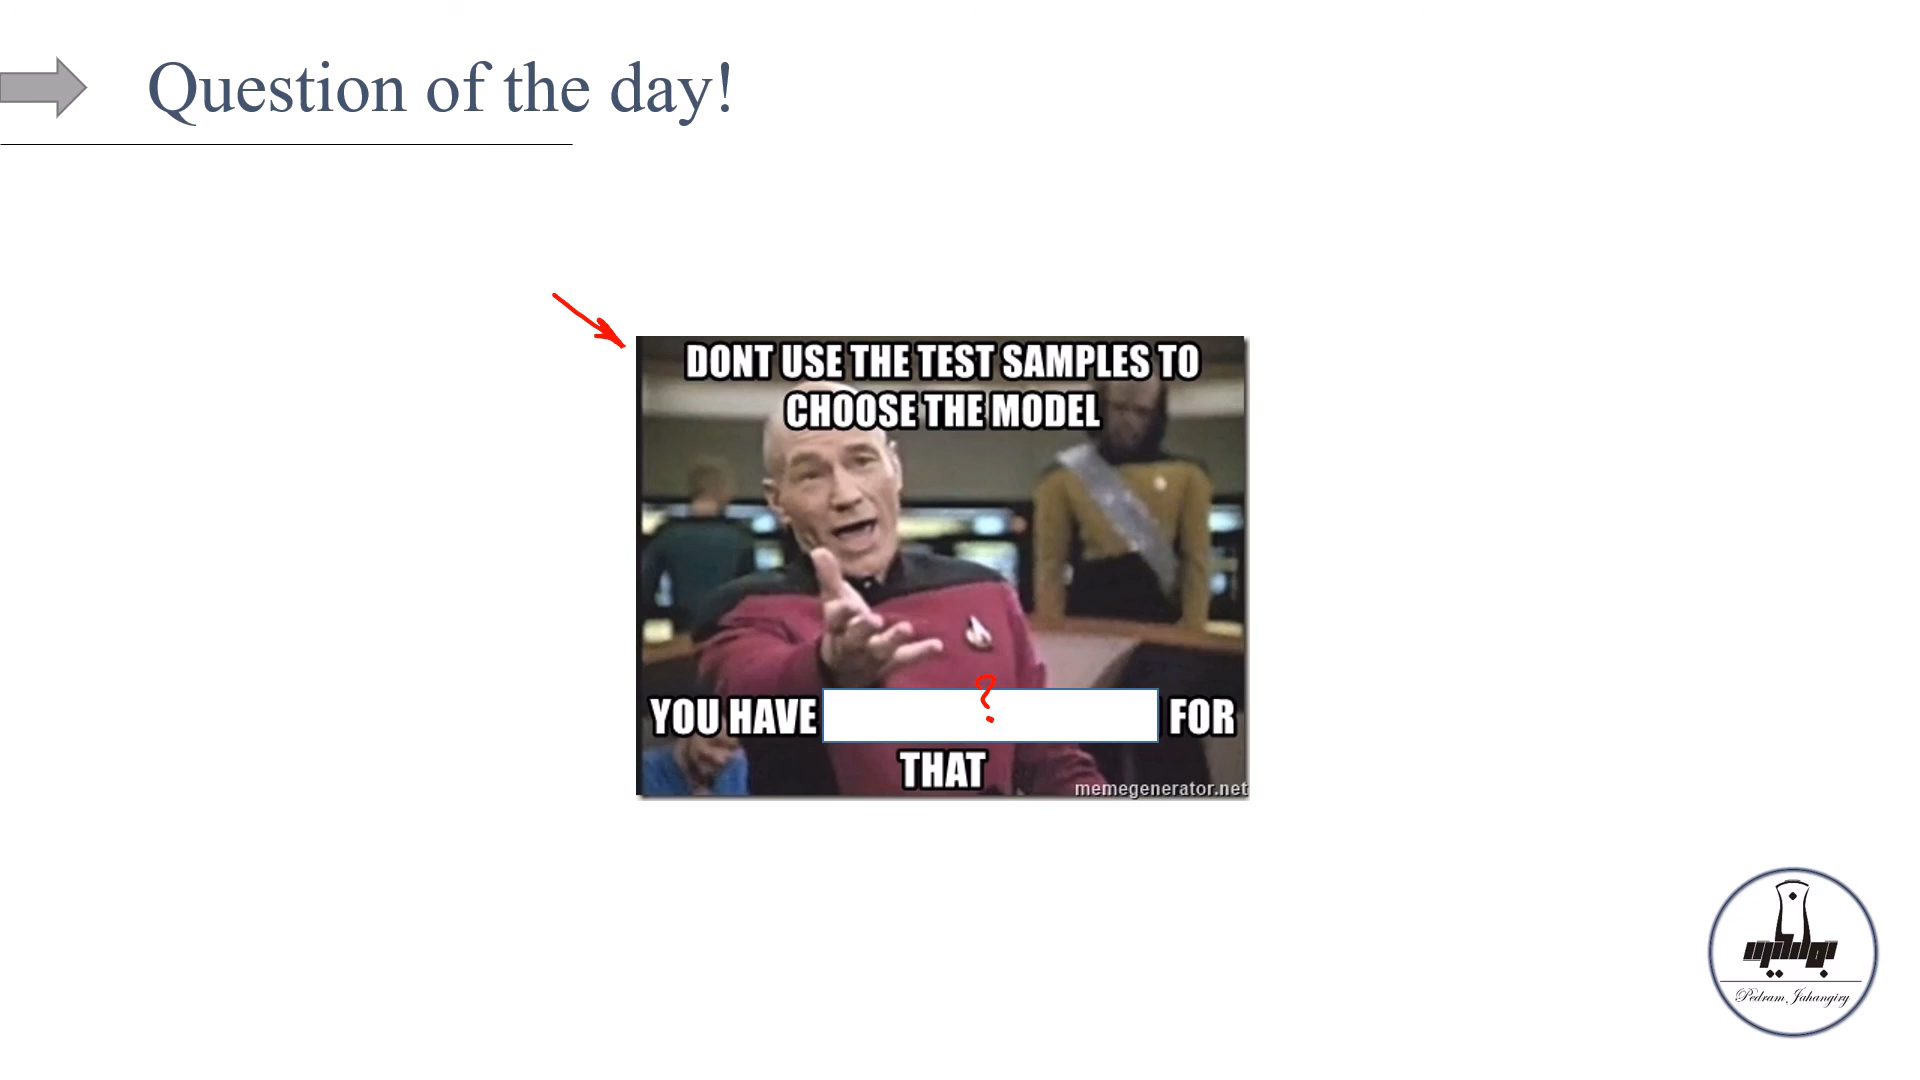 Question of the day!
DONT USE THE TEST SAMPLES TO
CHOOSE THE MODEL
?
YOU HAVE FOR
THAT
memegenerator.net
Pedram Jahangiry